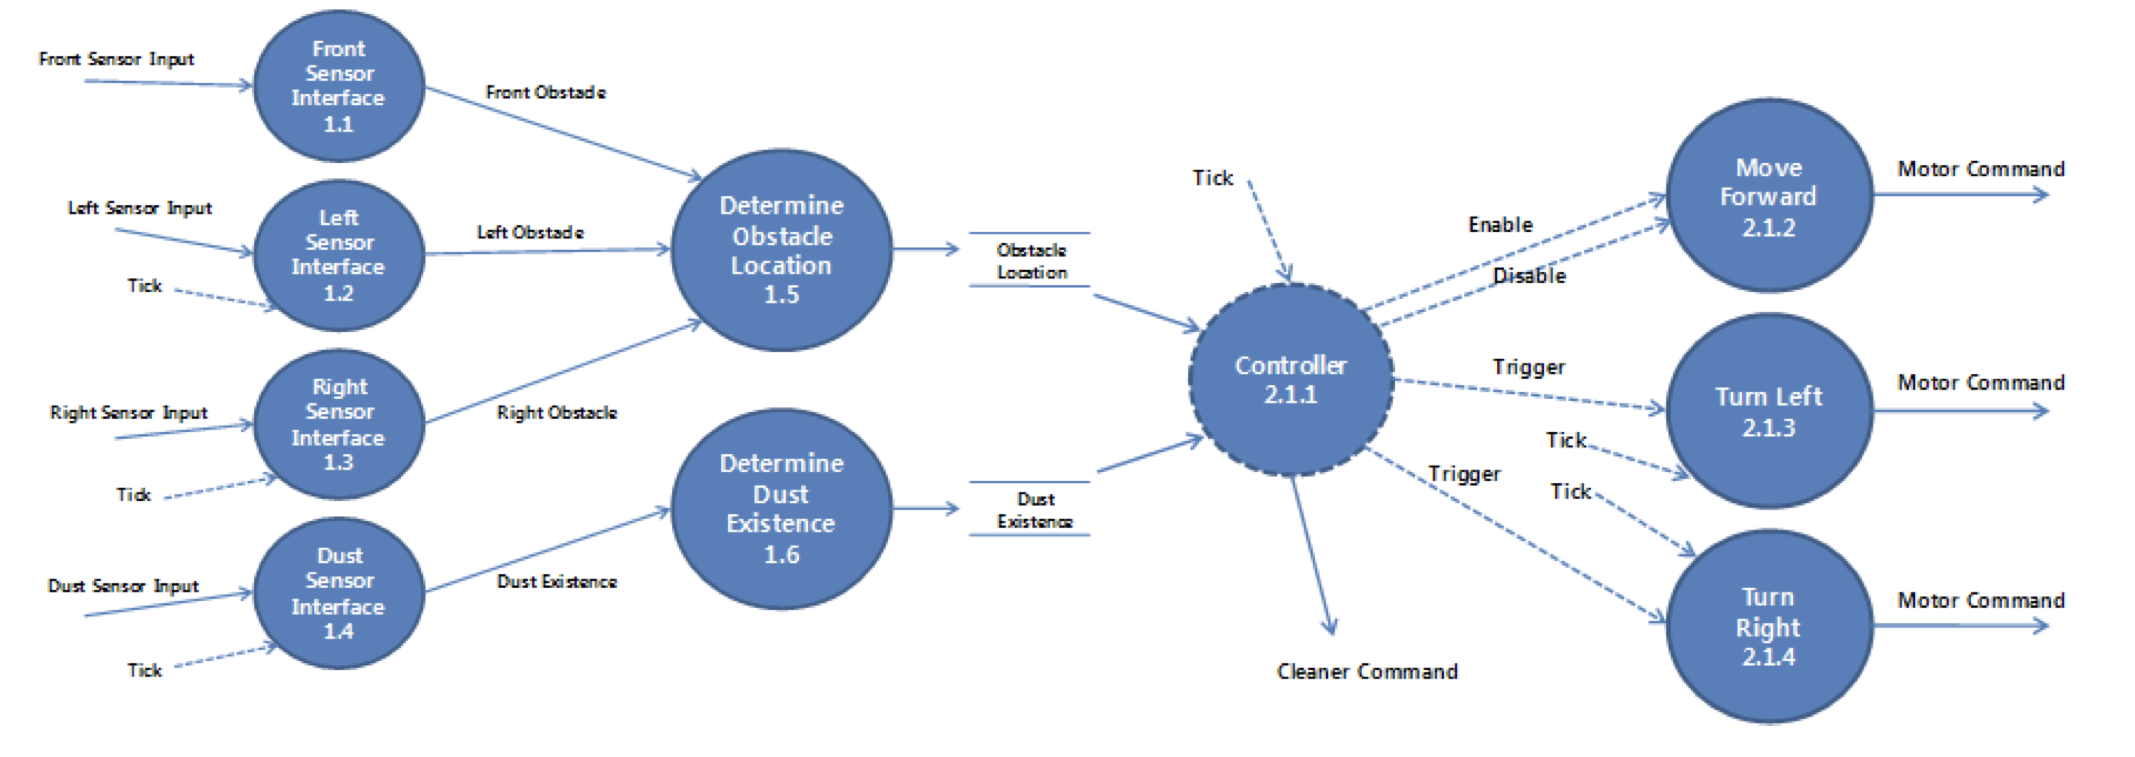 Front Sensor Input
Front
Sensor
Interface
1.1
Front Obstade
Left Sensor Input
Tick
Left
Sensor
Interface
1.2
Left Obstade
Right Sensor Input
Tick
Right
Sensor
Interface
1.3
Right Obstacle
Dust Sensor Input
Tick
Dust
Sensor
Interface
1.4
Dust Existence
Determine
Obstacle
Location
1.5
Determine
Dust
Existence
1.6
Obstacle
Location
Dust
Existence
Tick
Controller
2.1.1
Cleaner Command
Enable
Disable
Trigger
Tick
Trigger
Tick
Move
Forward
2.1.2
Motor Command
Turn Left
2.1.3
Motor Command
Turn
Right
2.1.4
Motor Command